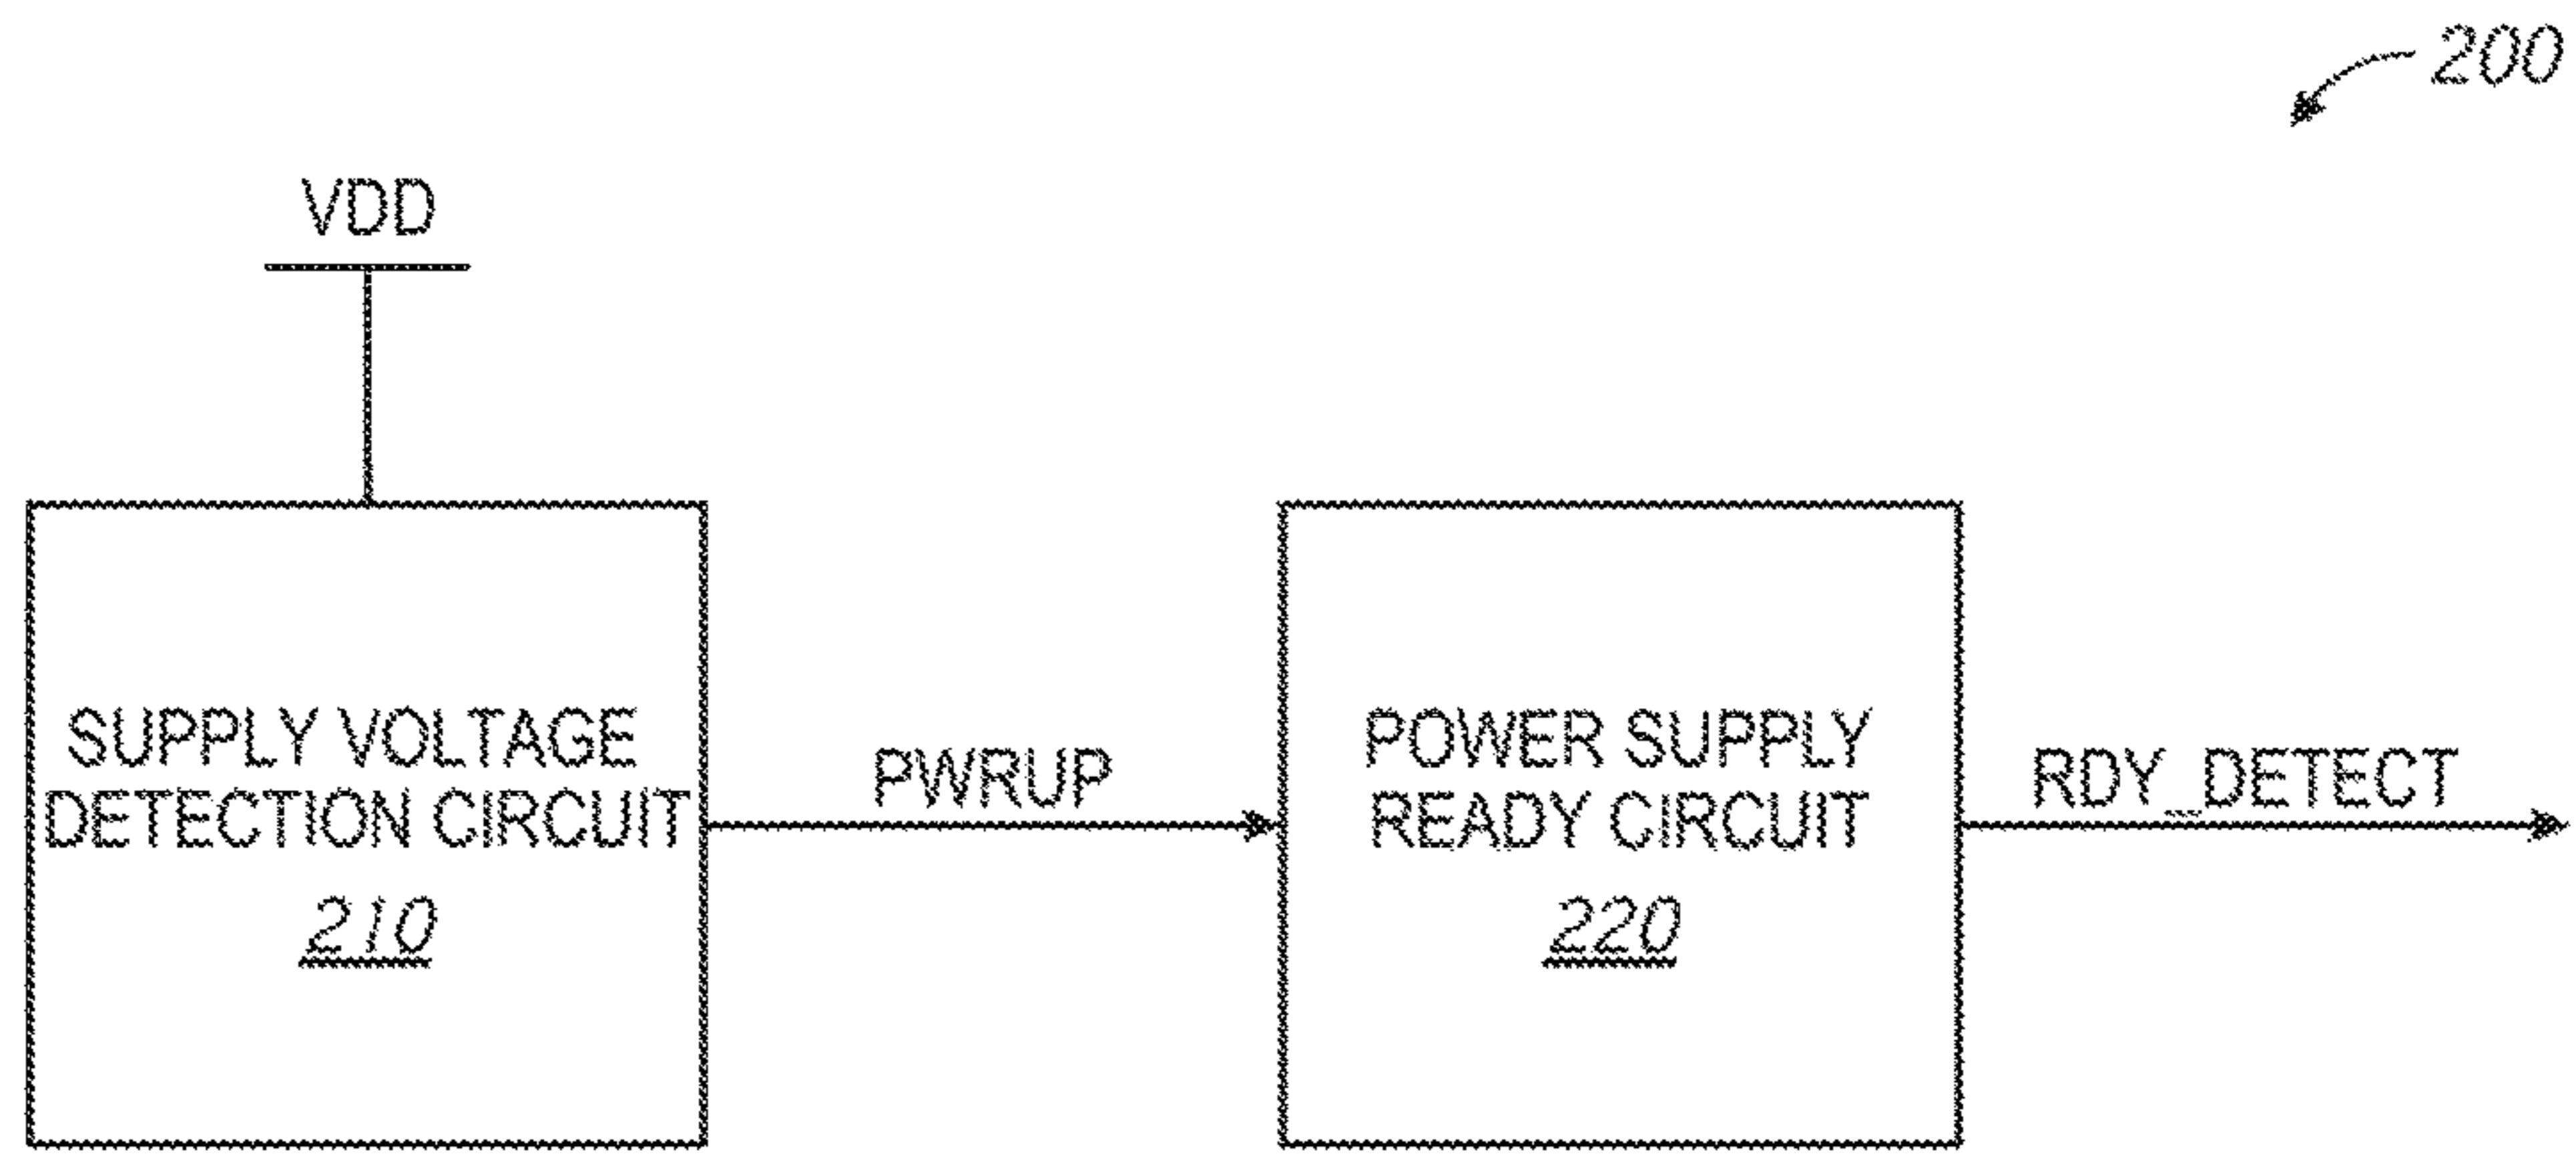 200
VDD
SUPPLY VOLTAGE
DETECTION CIRCUIT
210
PWRUP
POWER SUPPLY
READY CIRCUIT
220
RDY_DETECT